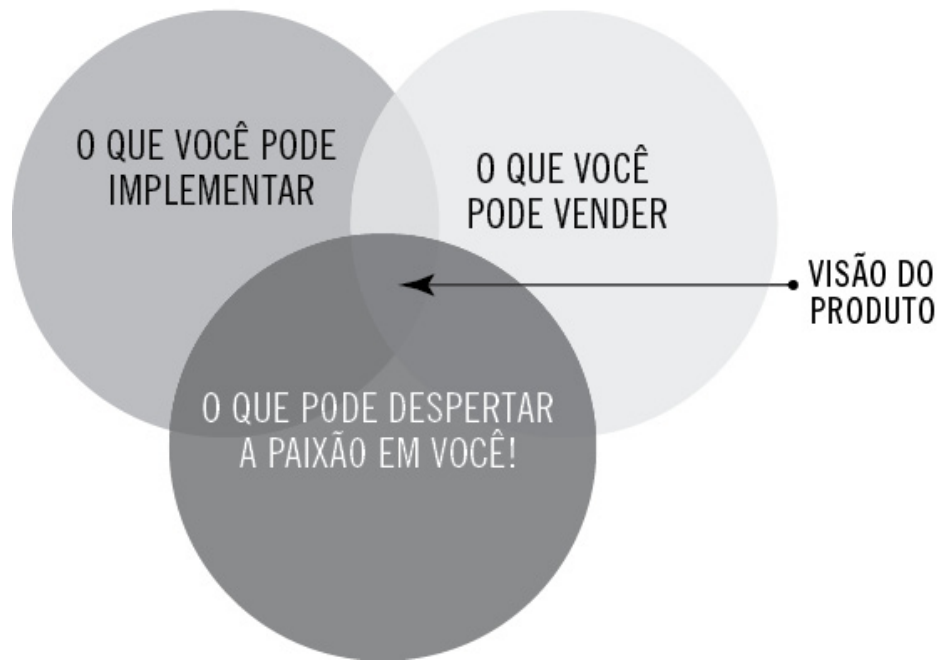 O QUE VOCÊ PODE
IMPLEMENTAR
O QUE VOCÊ
PODE VENDER
VISÃO DO
PRODUTO
O QUE PODE DESPERTAR
A PAIXÃO EM VOCÊ!